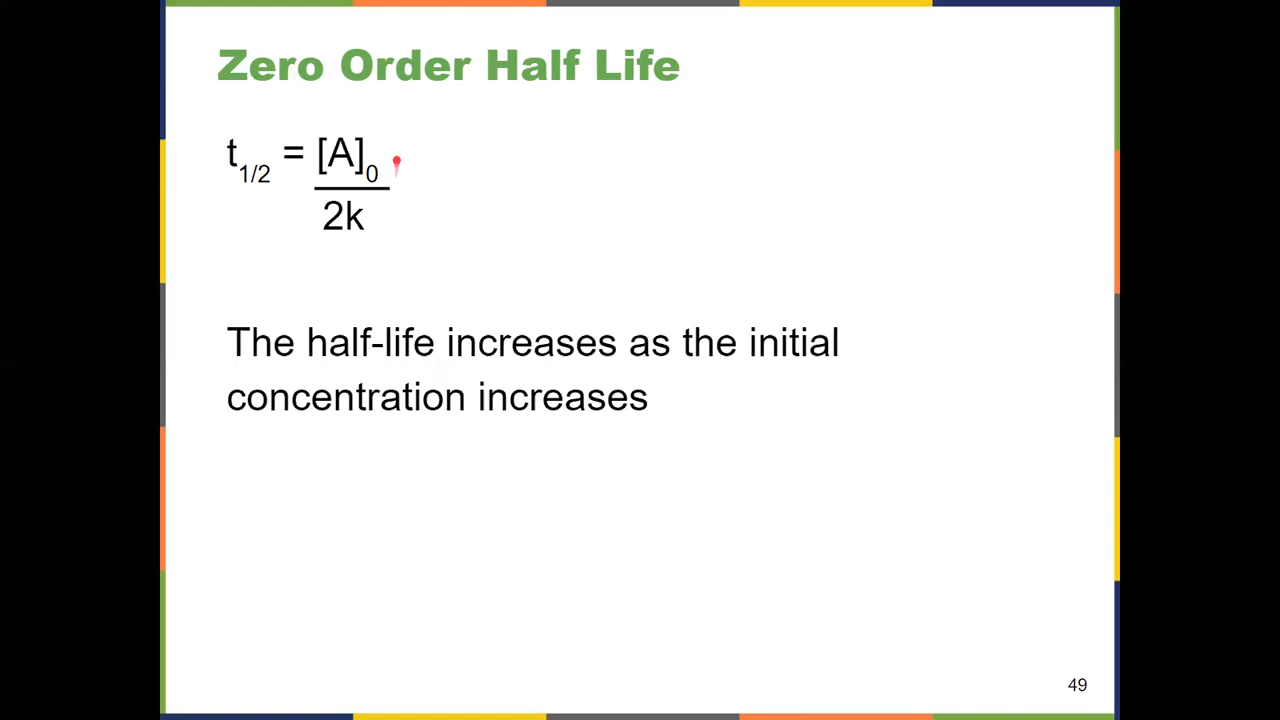 Zero Order Half Life
t1/2 = [A]0
2k
The half-life increases as the initial
concentration increases
49